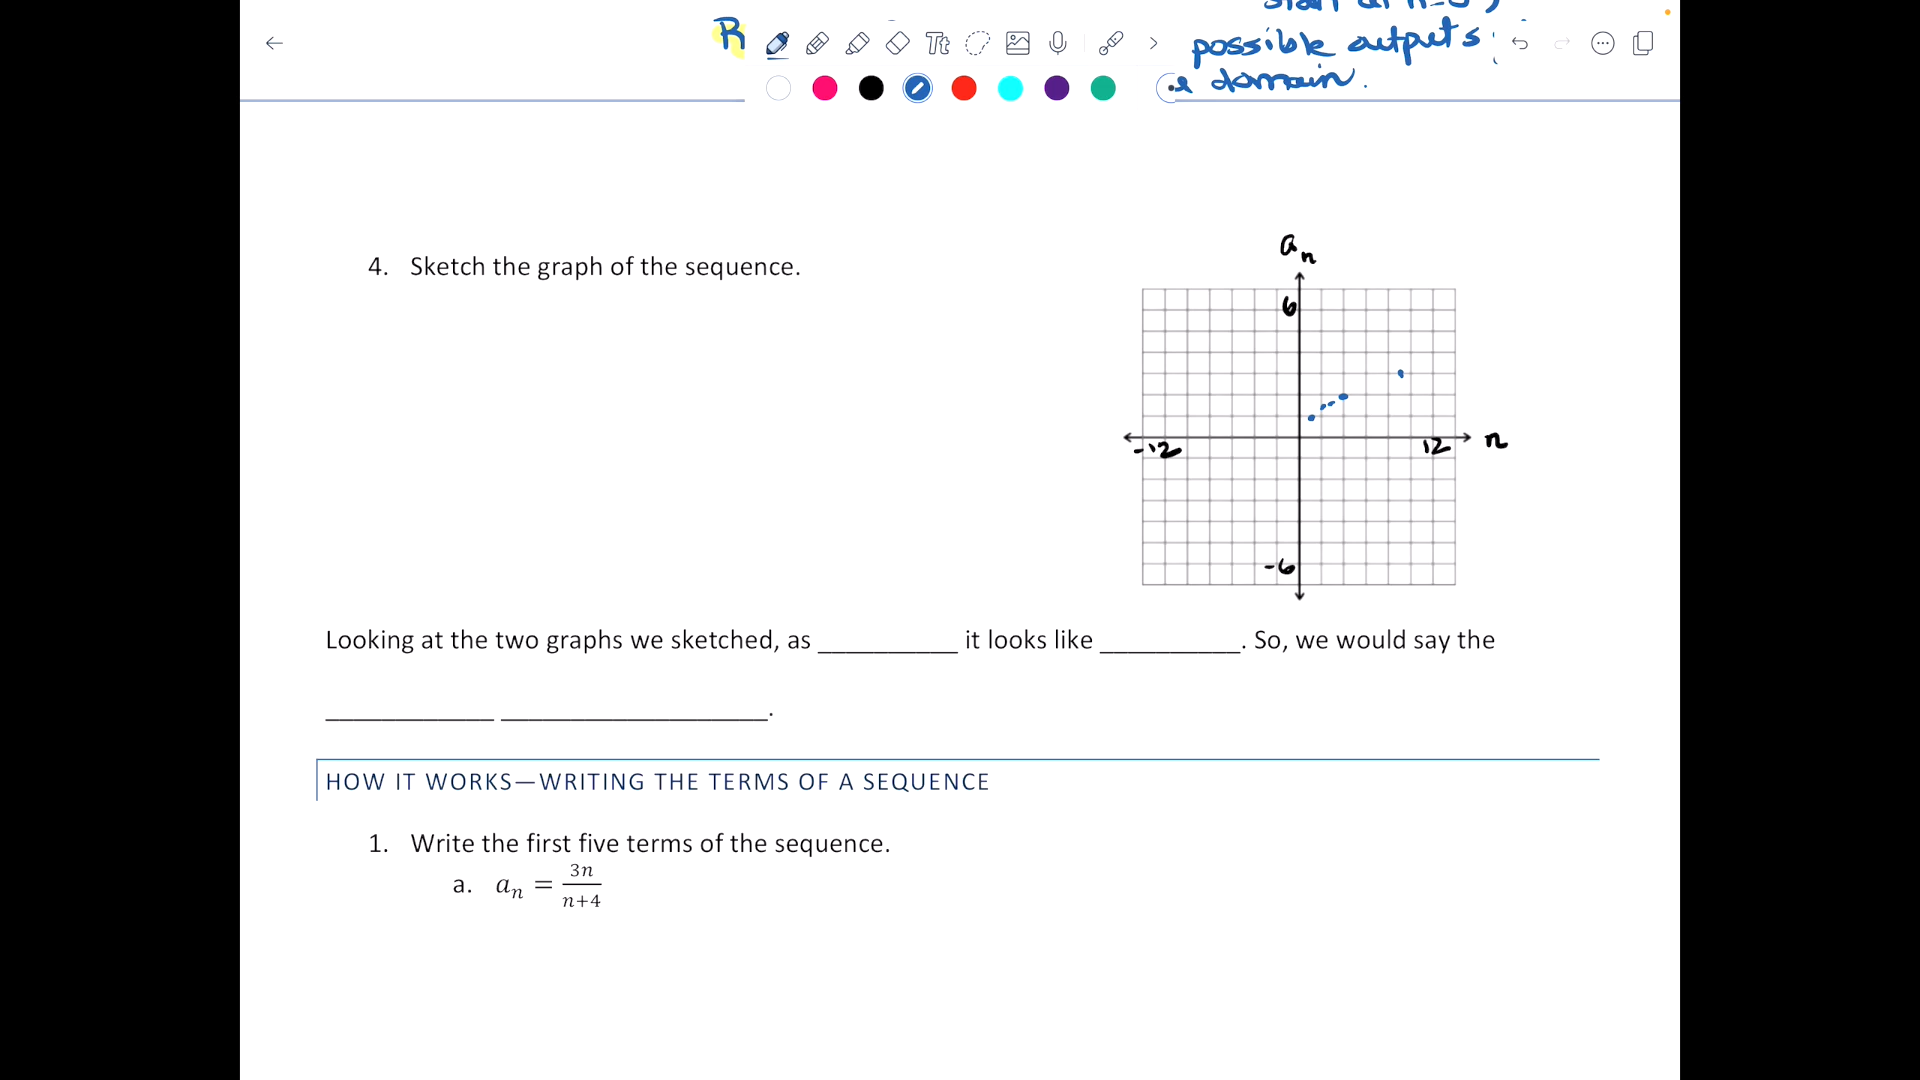 R
possible outputs
domain.
4. Sketch the graph of the sequence.
aₙ
6
-12
12
n
-6
Looking at the two graphs we sketched, as __________ it looks like __________. So, we would say the
____________ ___________________.
HOW IT WORKS—WRITING THE TERMS OF A SEQUENCE
1. Write the first five terms of the sequence.
a. aₙ = 3n/(n+4)
Tt